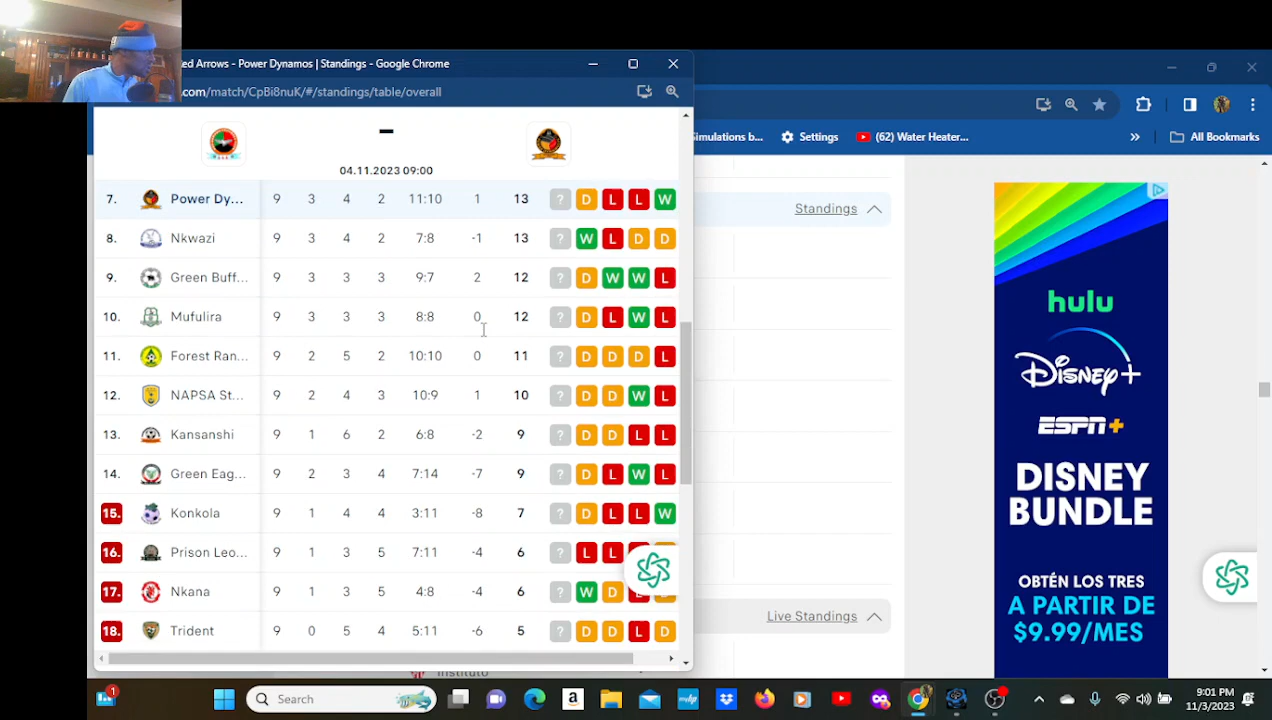 ed Arrows - Power Dynamos | Standings - Google Chrome
.com/match/CpBi8nuK/#/standings/table/overall
-
04.11.2023 09:00
7. Power Dy... 9 3 4 2 11:10 1 13 ? D L L W
8. Nkwazi 9 3 4 2 7:8 -1 13 ? W L D D
9. Green Buff... 9 3 3 3 9:7 2 12 ? D W W L
10. Mufulira 9 3 3 3 8:8 0 12 ? D L W L
11. Forest Ran... 9 2 5 2 10:10 0 11 ? D D D L
12. NAPSA St... 9 2 4 3 10:9 1 10 ? D D W L
13. Kansanshi 9 1 6 2 6:8 -2 9 ? D D L L
14. Green Eag... 9 2 3 4 7:14 -7 9 ? D L W L
15. Konkola 9 1 4 4 3:11 -8 7 ? D L L W
16. Prison Leo... 9 1 3 5 7:11 -4 6 ? L L
17. Nkana 9 1 3 5 4:8 -4 6 ? W D L D
18. Trident 9 0 5 4 5:11 -6 5 ? D D L D
imulations b... Settings (62) Water Heater... » All Bookmarks
Standings
Live Standings
Instituto
hulu
Disney+
ESPN+
DISNEY
BUNDLE
OBTÉN LOS TRES
A PARTIR DE
$9.99/MES
1
Search
a
hp
9:01 PM
11/3/2023